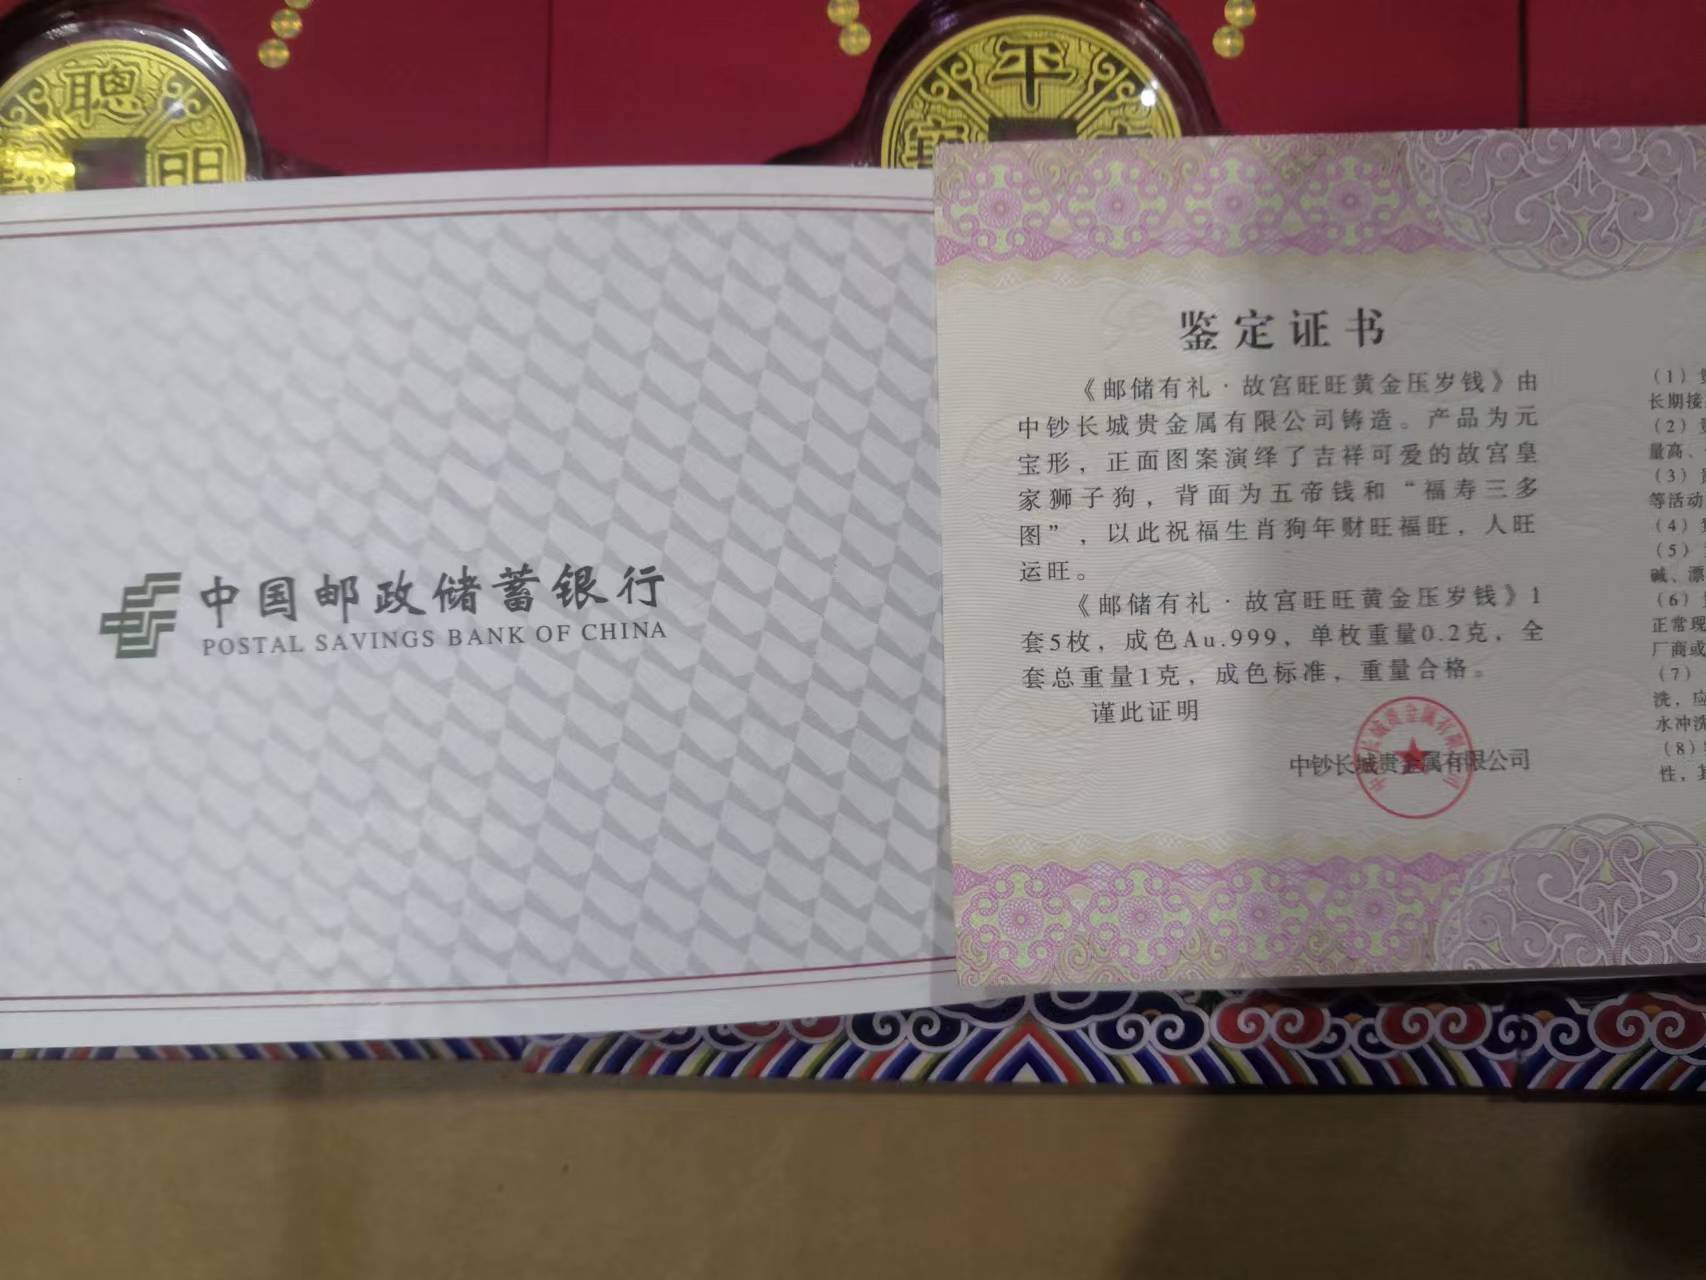 聪
明
平
中国邮政储蓄银行
POSTAL SAVINGS BANK OF CHINA
鉴定证书
《邮储有礼·故宫旺旺黄金压岁钱》由
中钞长城贵金属有限公司铸造。产品为元
宝形，正面图案演绎了吉祥可爱的故宫皇
家狮子狗，背面为五帝钱和“福寿三多
图”，以此祝福生肖狗年财旺福旺，人旺
运旺。
《邮储有礼·故宫旺旺黄金压岁钱》1
套5枚，成色Au.999，单枚重量0.2克，全
套总重量1克，成色标准，重量合格。
谨此证明
中钞长城贵金属有限公司
（1）
长期接
（2）
量高、
（3）
等活动
（4）
（5）
碱、漂
（6）
正常现
厂商或
（7）
洗，应
水冲洗
（8）
性，其